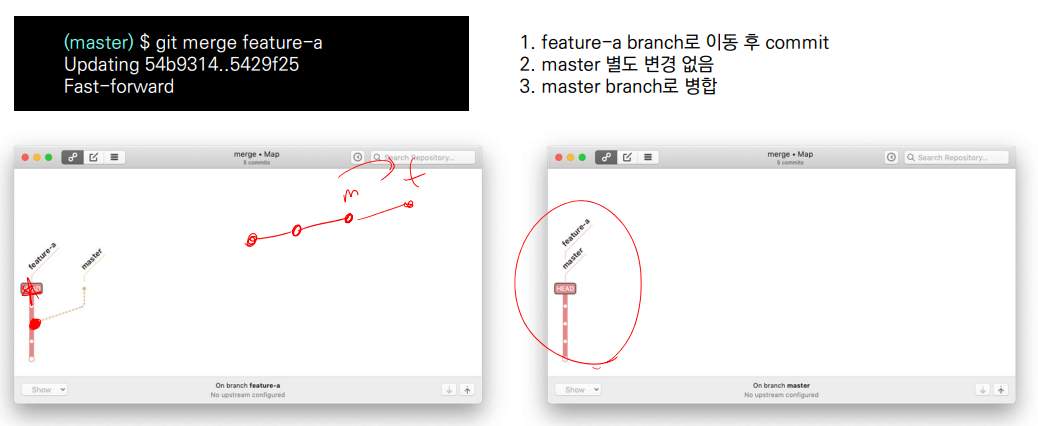 (master) $ git merge feature-a
Updating 54b9314..5429f25
Fast-forward
1. feature-a branch로 이동 후 commit
2. master 별도 변경 없음
3. master branch로 병합
merge • Map
Search Repository...
m
f
feature-a
master
Show
On branch feature-a
No upstream configured
merge • Map
5 commits
Search Repository...
feature-a
master
HEAD
Show
On branch master
No upstream configured